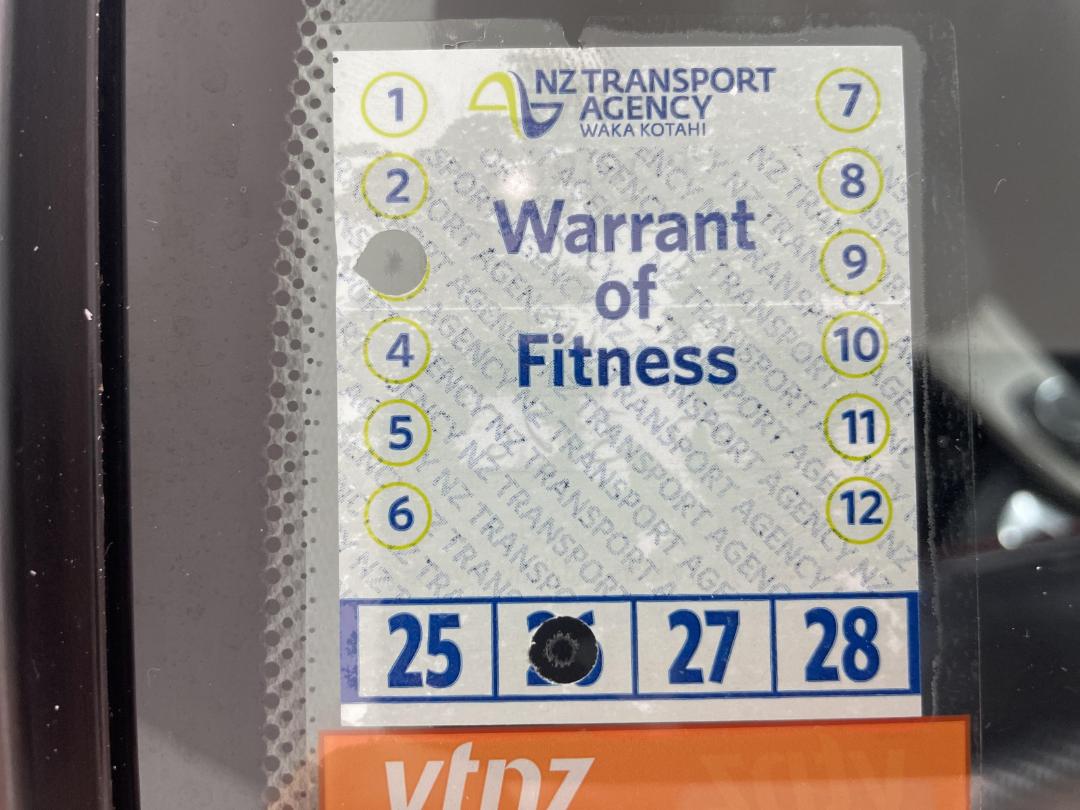 NZ TRANSPORT
AGENCY
WAKA KOTAHI
Warrant
of
Fitness
1
2
4
5
6
7
8
9
10
11
12
25
26
27
28
vtnz